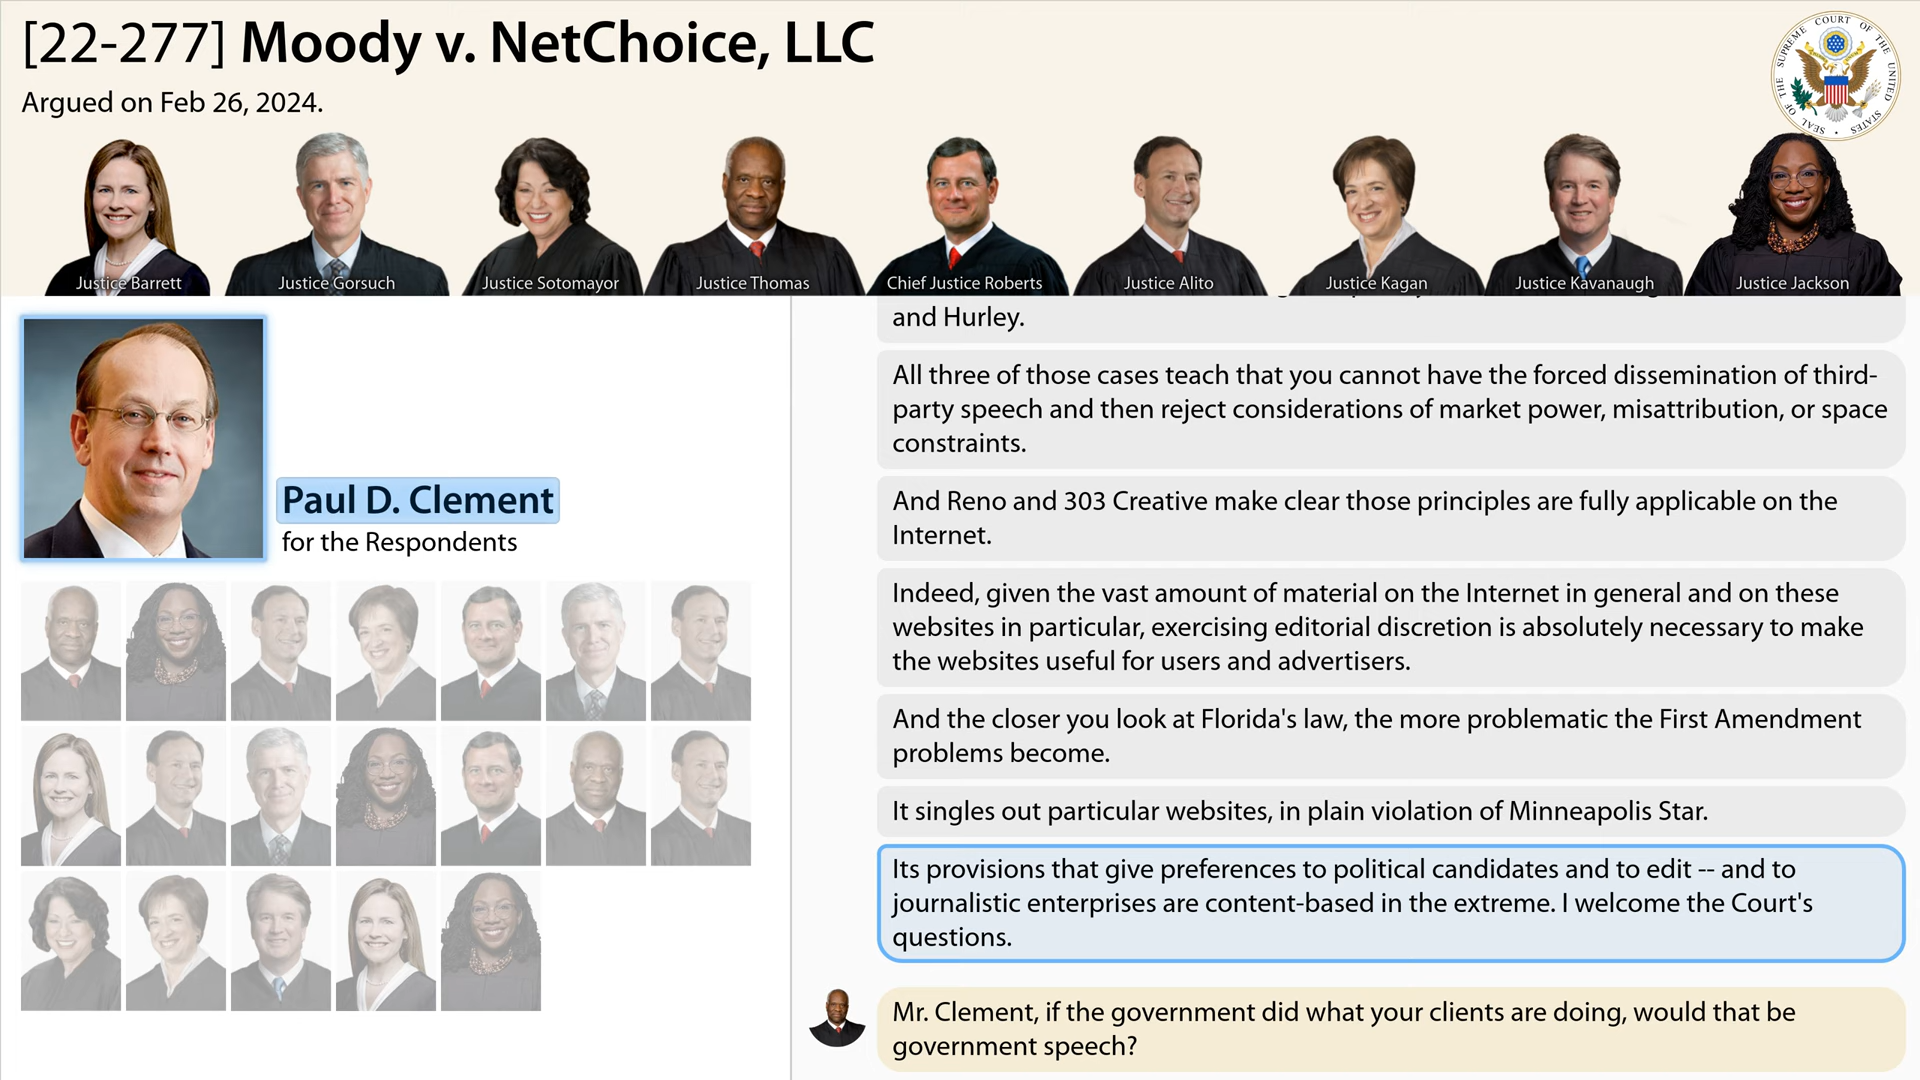 [22-277] Moody v. NetChoice, LLC
Argued on Feb 26, 2024.
SEAL OF THE SUPREME COURT OF THE UNITED STATES
Justice Barrett
Justice Gorsuch
Justice Sotomayor
Justice Thomas
Chief Justice Roberts
Justice Alito
Justice Kagan
Justice Kavanaugh
Justice Jackson
Paul D. Clement
for the Respondents
and Hurley.
All three of those cases teach that you cannot have the forced dissemination of third-
party speech and then reject considerations of market power, misattribution, or space
constraints.
And Reno and 303 Creative make clear those principles are fully applicable on the
Internet.
Indeed, given the vast amount of material on the Internet in general and on these
websites in particular, exercising editorial discretion is absolutely necessary to make
the websites useful for users and advertisers.
And the closer you look at Florida's law, the more problematic the First Amendment
problems become.
It singles out particular websites, in plain violation of Minneapolis Star.
Its provisions that give preferences to political candidates and to edit -- and to
journalistic enterprises are content-based in the extreme. I welcome the Court's
questions.
Mr. Clement, if the government did what your clients are doing, would that be
government speech?